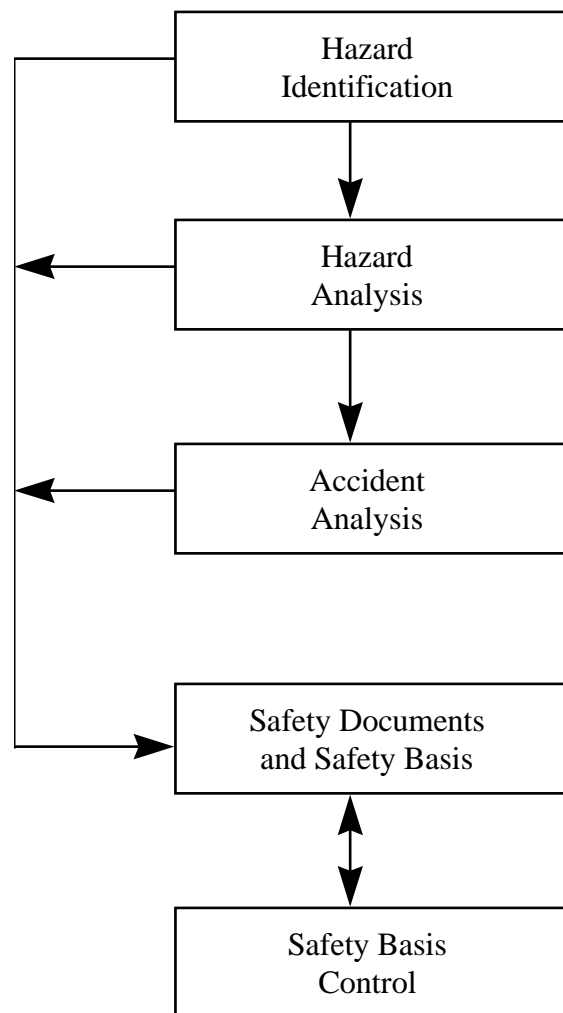 Hazard
Identification
Hazard
Analysis
Accident
Analysis
Safety Documents
and Safety Basis
Safety Basis
Control